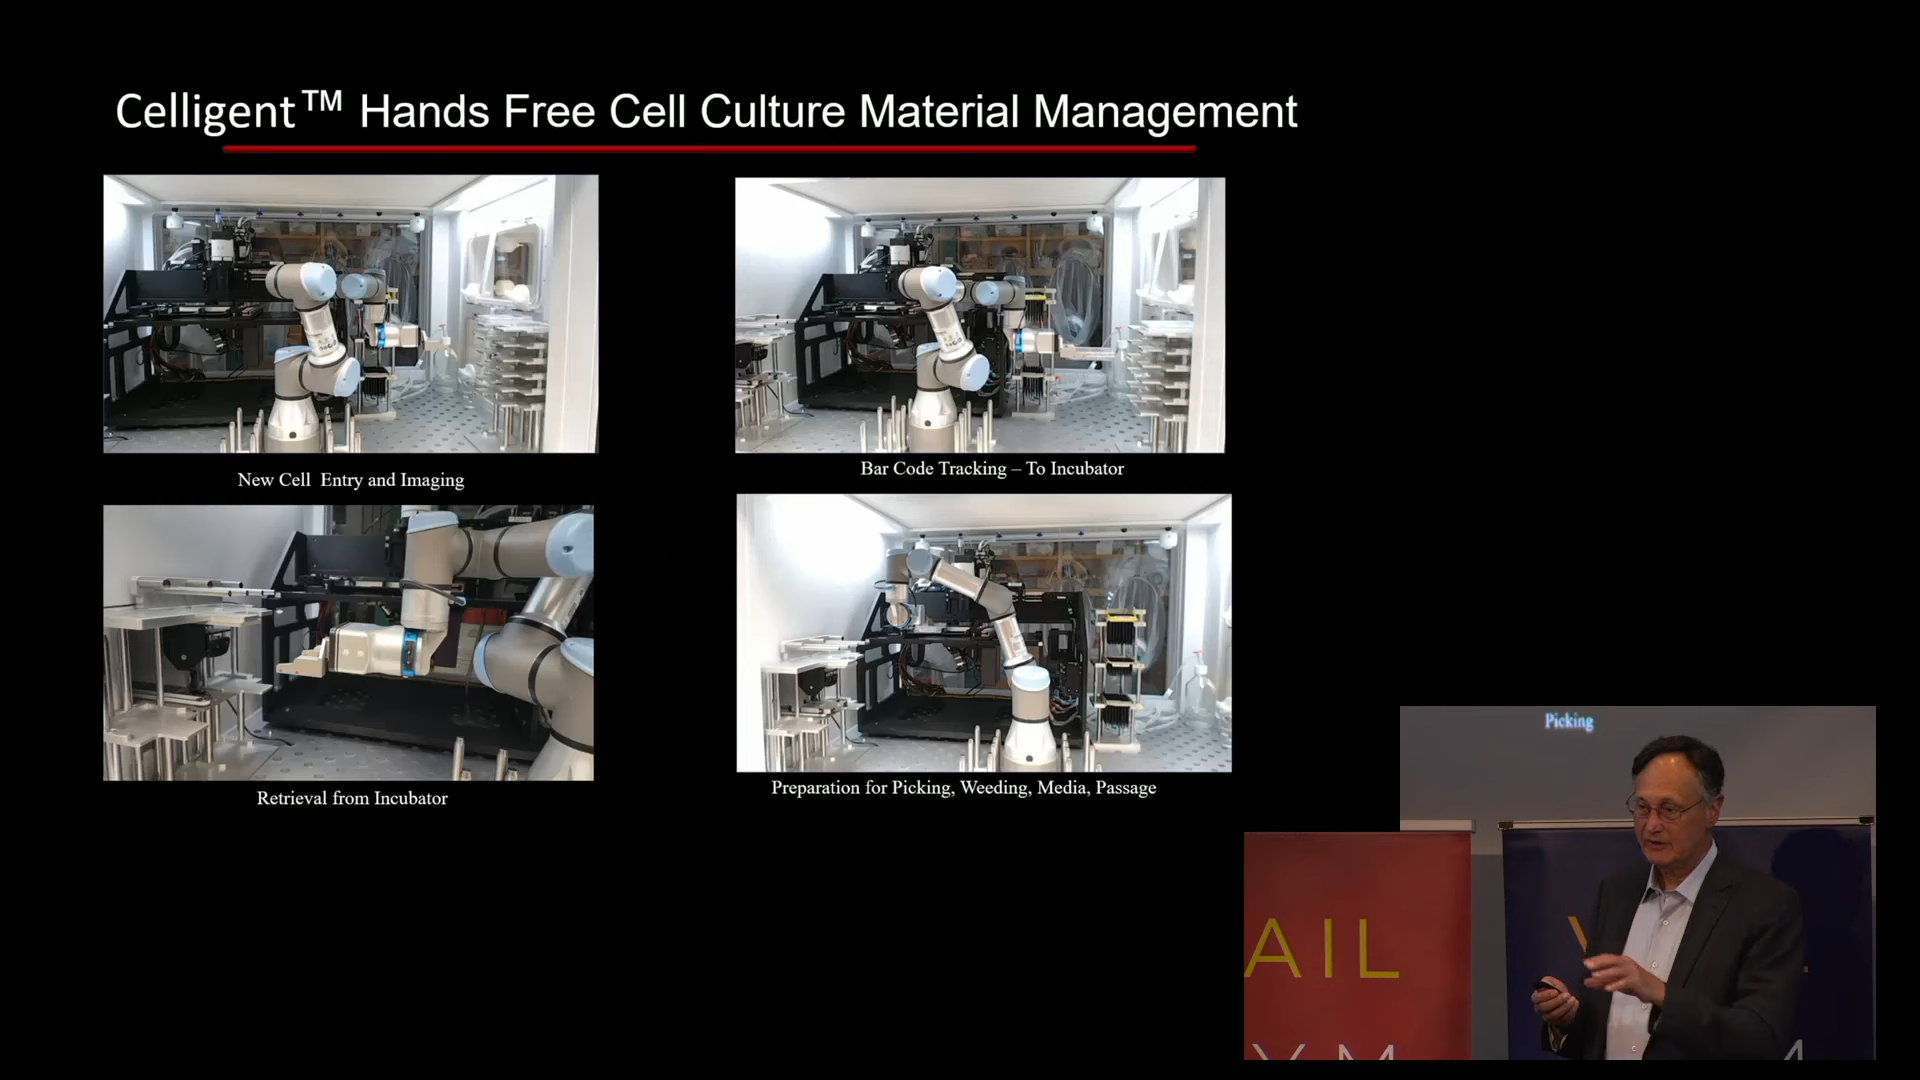 Celligent™ Hands Free Cell Culture Material Management
New Cell Entry and Imaging
Bar Code Tracking – To Incubator
Retrieval from Incubator
Preparation for Picking, Weeding, Media, Passage
Picking
AIL